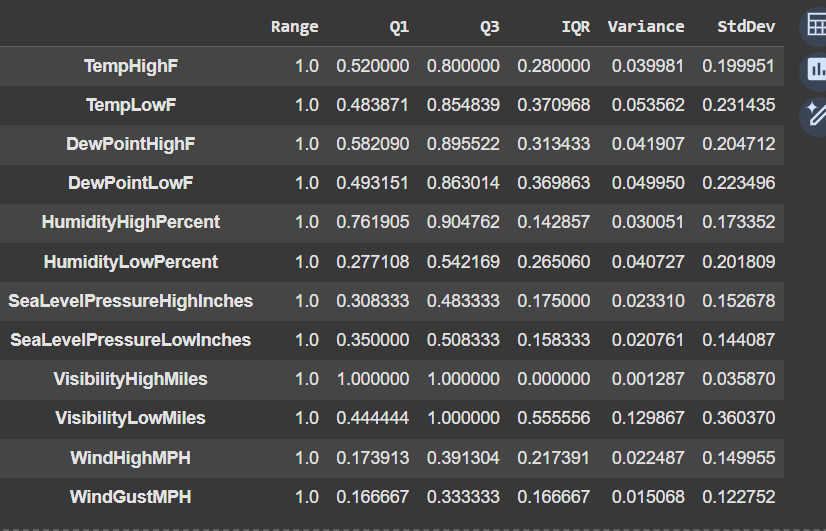 Range Q1 Q3 IQR Variance StdDev
TempHighF 1.0 0.520000 0.800000 0.280000 0.039981 0.199951
TempLowF 1.0 0.483871 0.854839 0.370968 0.053562 0.231435
DewPointHighF 1.0 0.582090 0.895522 0.313433 0.041907 0.204712
DewPointLowF 1.0 0.493151 0.863014 0.369863 0.049950 0.223496
HumidityHighPercent 1.0 0.761905 0.904762 0.142857 0.030051 0.173352
HumidityLowPercent 1.0 0.277108 0.542169 0.265060 0.040727 0.201809
SeaLevelPressureHighInches 1.0 0.308333 0.483333 0.175000 0.023310 0.152678
SeaLevelPressureLowInches 1.0 0.350000 0.508333 0.158333 0.020761 0.144087
VisibilityHighMiles 1.0 1.000000 1.000000 0.000000 0.001287 0.035870
VisibilityLowMiles 1.0 0.444444 1.000000 0.555556 0.129867 0.360370
WindHighMPH 1.0 0.173913 0.391304 0.217391 0.022487 0.149955
WindGustMPH 1.0 0.166667 0.333333 0.166667 0.015068 0.122752